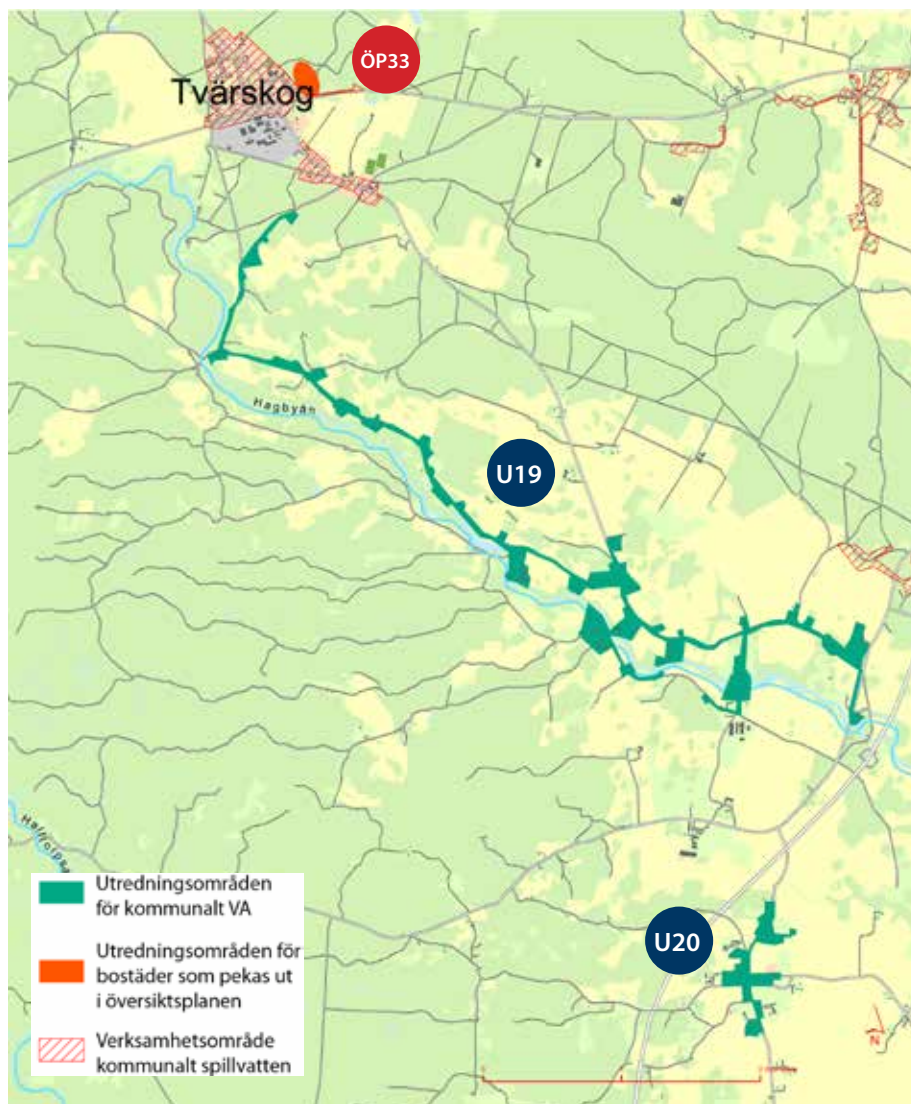 ÖP33
Tvärskog
Hagbyån
U19
U20
Utredningsområden
för kommunalt VA
Utredningsområden för
bostäder som pekas ut
i översiktsplanen
Verksamhetsområde
kommunalt spillvatten
N